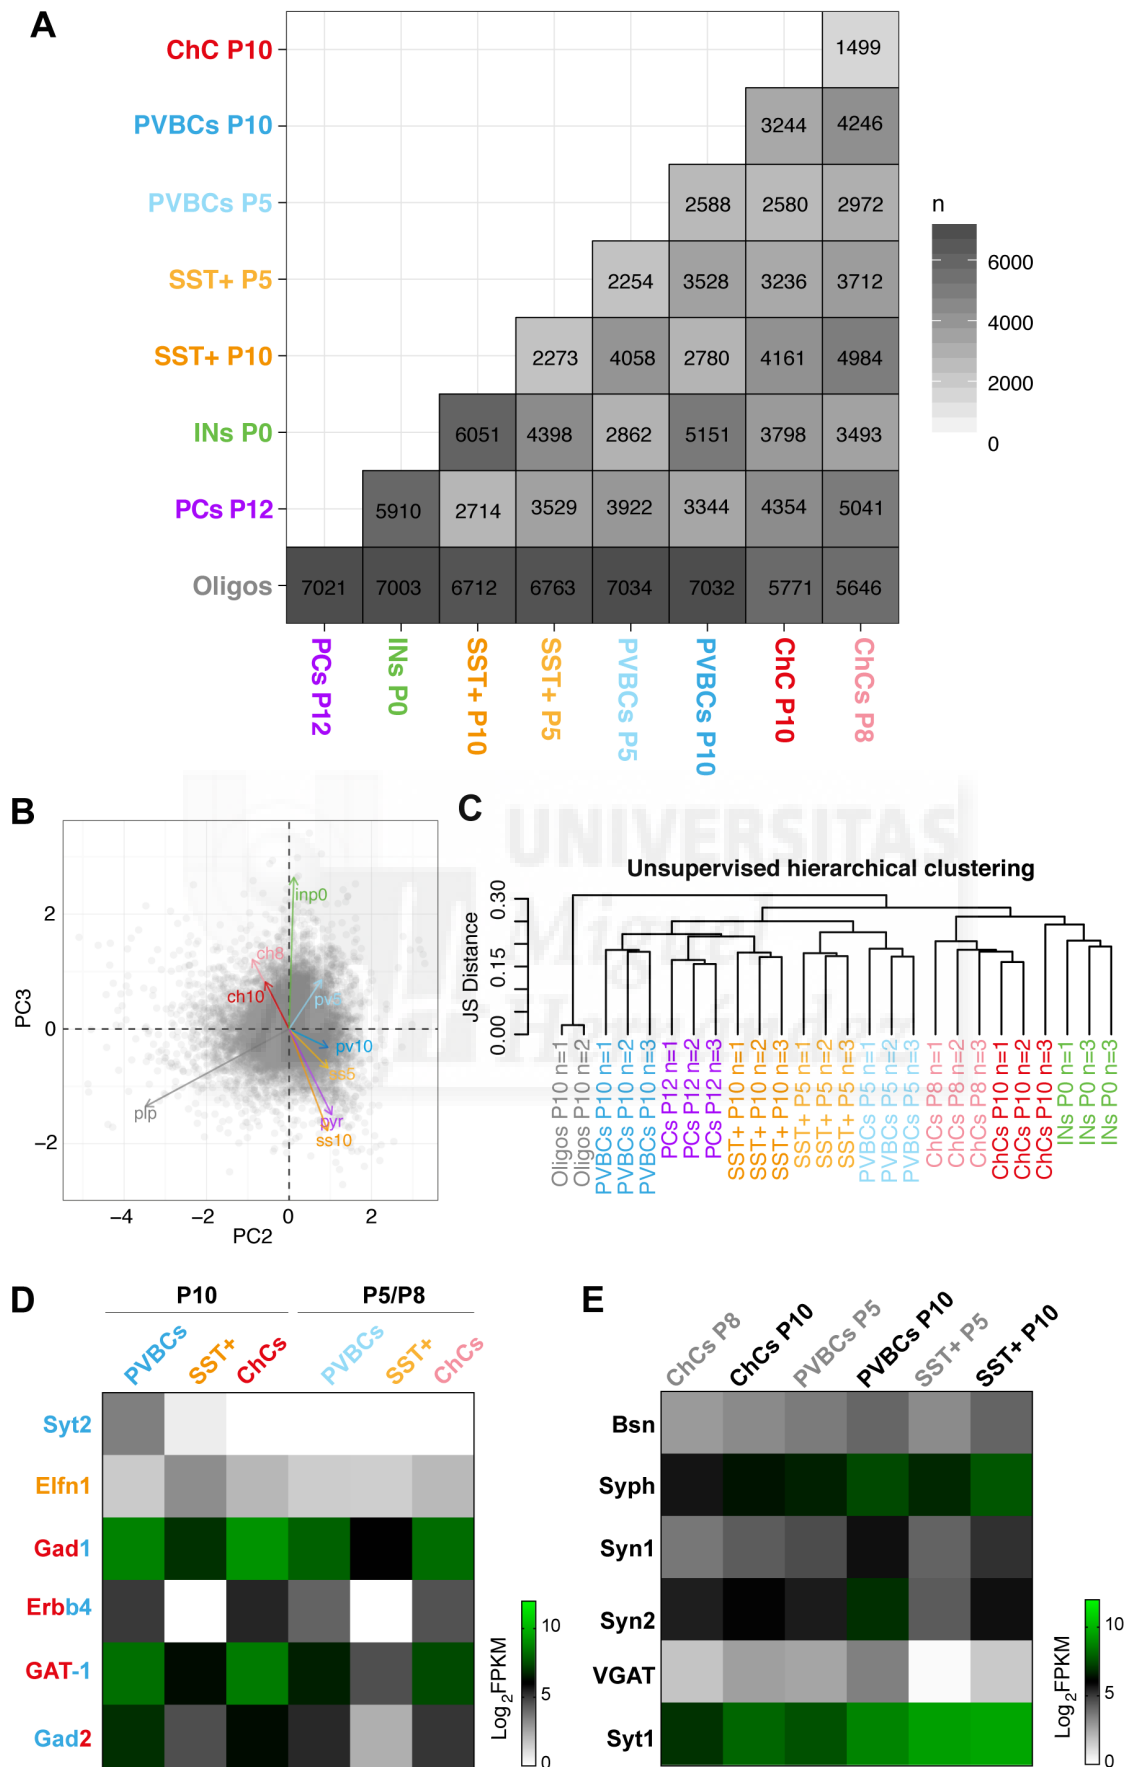 A
ChC P10
1499
PVBCs P10
3244 4246
PVBCs P5
2588 2580 2972
n
SST+ P5
2254 3528 3236 3712
6000
4000
2000
0
SST+ P10
2273 4058 2780 4161 4984
INs P0
6051 4398 2862 5151 3798 3493
PCs P12
5910 2714 3529 3922 3344 4354 5041
Oligos
7021 7003 6712 6763 7034 7032 5771 5646
PCs P12
INs P0
SST+ P10
SST+ P5
PVBCs P5
PVBCs P10
ChC P10
ChCs P8
UNIVERSITAS
Miguel
Hernández
B
PC3
2
0
−2
inp0
ch8
ch10
pv5
pv10
ss5
plp
pyr
ss10
−4 −2 0 2
PC2
C
Unsupervised hierarchical clustering
JS Distance
0.30
0.15
0.00
Oligos P10 n=1
Oligos P10 n=2
PVBCs P10 n=1
PVBCs P10 n=2
PVBCs P10 n=3
PCs P12 n=1
PCs P12 n=2
PCs P12 n=3
SST+ P10 n=1
SST+ P10 n=2
SST+ P10 n=3
SST+ P5 n=1
SST+ P5 n=2
SST+ P5 n=3
PVBCs P5 n=1
PVBCs P5 n=2
PVBCs P5 n=3
ChCs P8 n=1
ChCs P8 n=2
ChCs P8 n=3
ChCs P10 n=1
ChCs P10 n=2
ChCs P10 n=3
INs P0 n=1
INs P0 n=3
INs P0 n=3
D
P10 P5/P8
PVBCs SST+ ChCs PVBCs SST+ ChCs
Syt2
Elfn1
Gad1
Erbb4
GAT-1
Gad2
Log2FPKM
10
5
0
E
ChCs P8 ChCs P10 PVBCs P5 PVBCs P10 SST+ P5 SST+ P10
Bsn
Syph
Syn1
Syn2
VGAT
Syt1
Log2FPKM
10
5
0